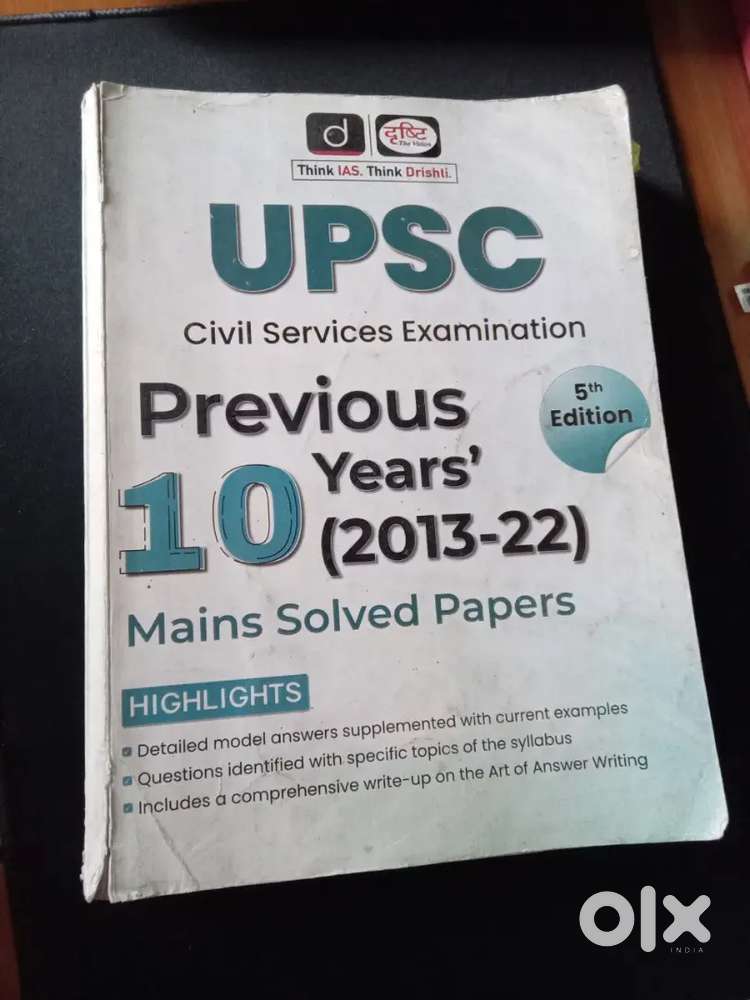 d
दृष्टि
The Vision
Think IAS. Think Drishti.
UPSC
Civil Services Examination
Previous
10 Years'
(2013-22)
5th
Edition
Mains Solved Papers
HIGHLIGHTS
Detailed model answers supplemented with current examples
Questions identified with specific topics of the syllabus
Includes a comprehensive write-up on the Art of Answer Writing
olx
INDIA